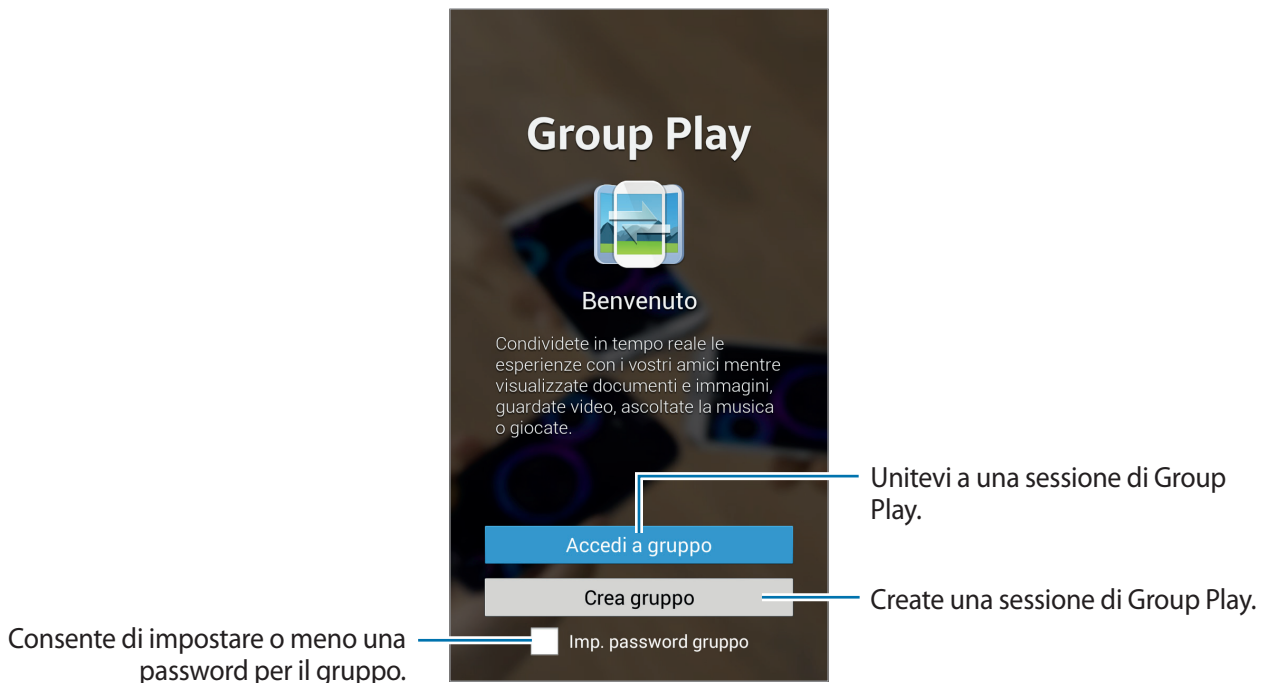 Group Play
Benvenuto
Condividete in tempo reale le
esperienze con i vostri amici mentre
visualizzate documenti e immagini,
guardate video, ascoltate la musica
o giocate.
Unitevi a una sessione di Group
Play.
Accedi a gruppo
Crea gruppo
Create una sessione di Group Play.
Consente di impostare o meno una
password per il gruppo.
Imp. password gruppo